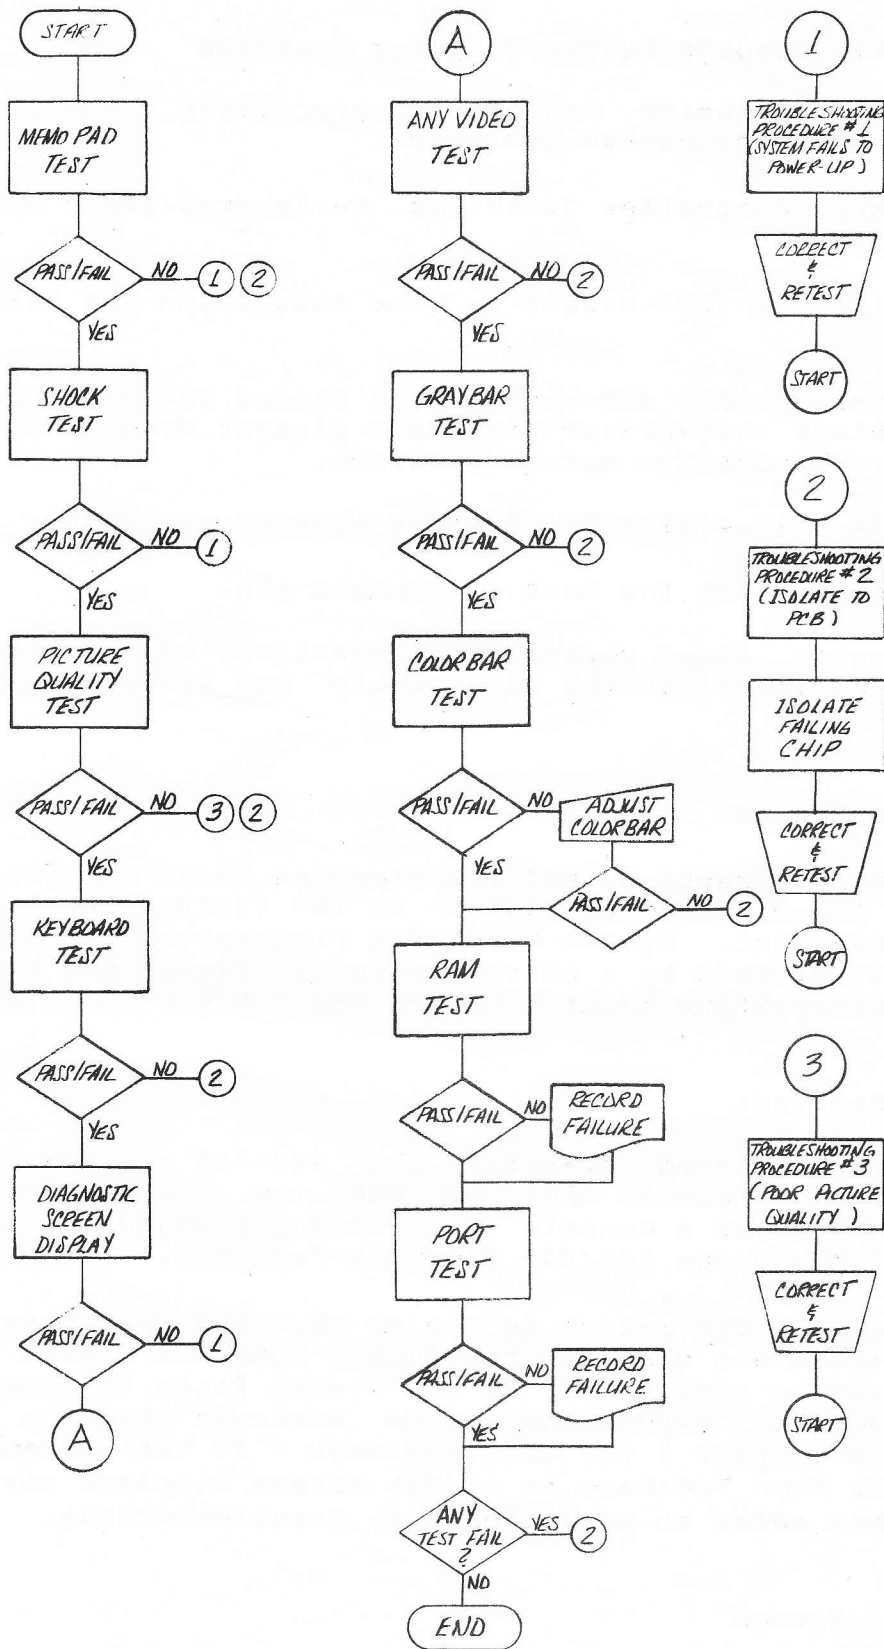 START
MEMO PAD
TEST
PASS/FAIL
NO
1
2
YES
SHOCK
TEST
PASS/FAIL
NO
1
YES
PICTURE
QUALITY
TEST
PASS/FAIL
NO
3
2
YES
KEYBOARD
TEST
PASS/FAIL
NO
2
YES
DIAGNOSTIC
SCREEN
DISPLAY
PASS/FAIL
NO
1
A
A
ANY VIDEO
TEST
PASS/FAIL
NO
2
YES
GRAYBAR
TEST
PASS/FAIL
NO
2
YES
COLORBAR
TEST
PASS/FAIL
NO
ADJUST
COLORBAR
YES
PASS/FAIL
NO
2
RAM
TEST
PASS/FAIL
NO
RECORD
FAILURE
PORT
TEST
PASS/FAIL
NO
RECORD
FAILURE
YES
ANY
TEST FAIL
?
YES
2
NO
END
1
TROUBLESHOOTING
PROCEDURE #1
(SYSTEM FAILS TO
POWER-UP)
CORRECT
&
RETEST
START
2
TROUBLESHOOTING
PROCEDURE #2
(ISOLATE TO
PCB)
ISOLATE
FAILING
CHIP
CORRECT
&
RETEST
START
3
TROUBLESHOOTING
PROCEDURE #3
(POOR PICTURE
QUALITY)
CORRECT
&
RETEST
START